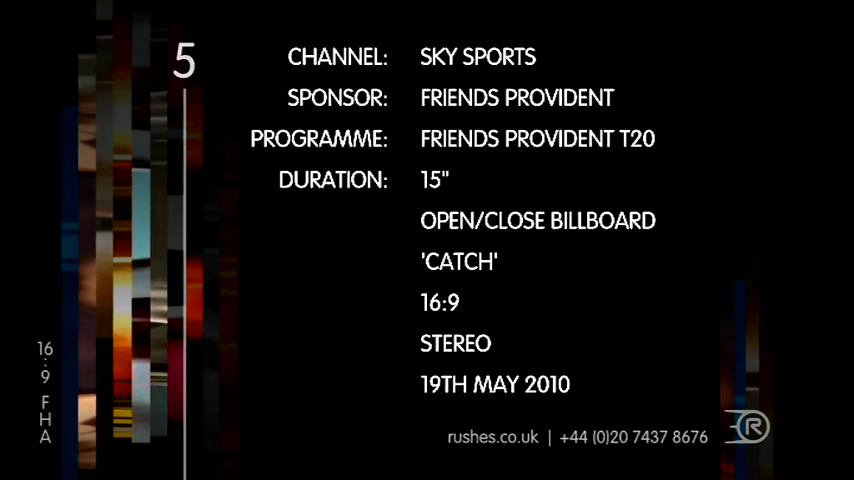 5
CHANNEL: SKY SPORTS
SPONSOR: FRIENDS PROVIDENT
PROGRAMME: FRIENDS PROVIDENT T20
DURATION: 15"
OPEN/CLOSE BILLBOARD
'CATCH'
16:9
STEREO
19TH MAY 2010
16:9 FHA
rushes.co.uk | +44 (0)20 7437 8676
R